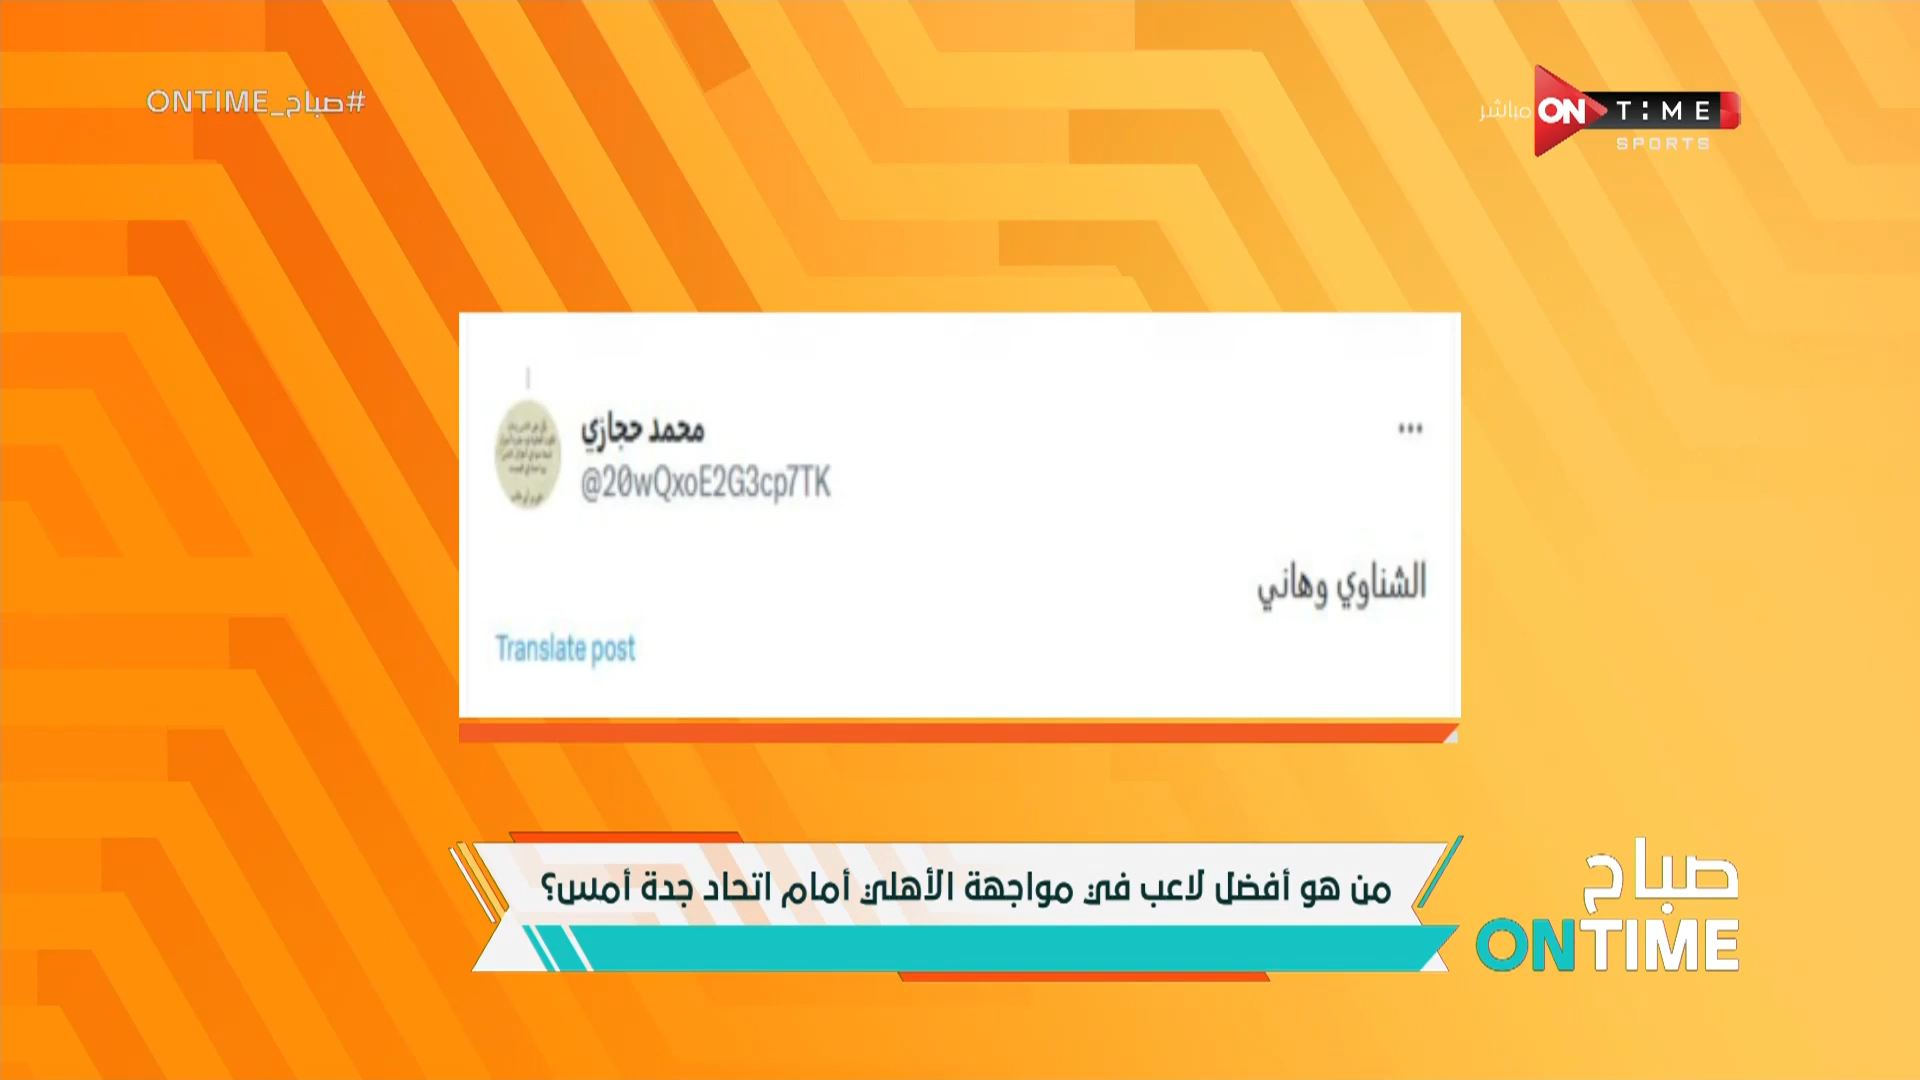 #صباح_ONTIME
مباشر ON TIME
SPORTS
محمد حجازي
@20wQxoE2G3cp7TK
الشناوي وهاني
Translate post
من هو أفضل لاعب في مواجهة الأهلي أمام اتحاد جدة أمس؟
صباح
ONTIME